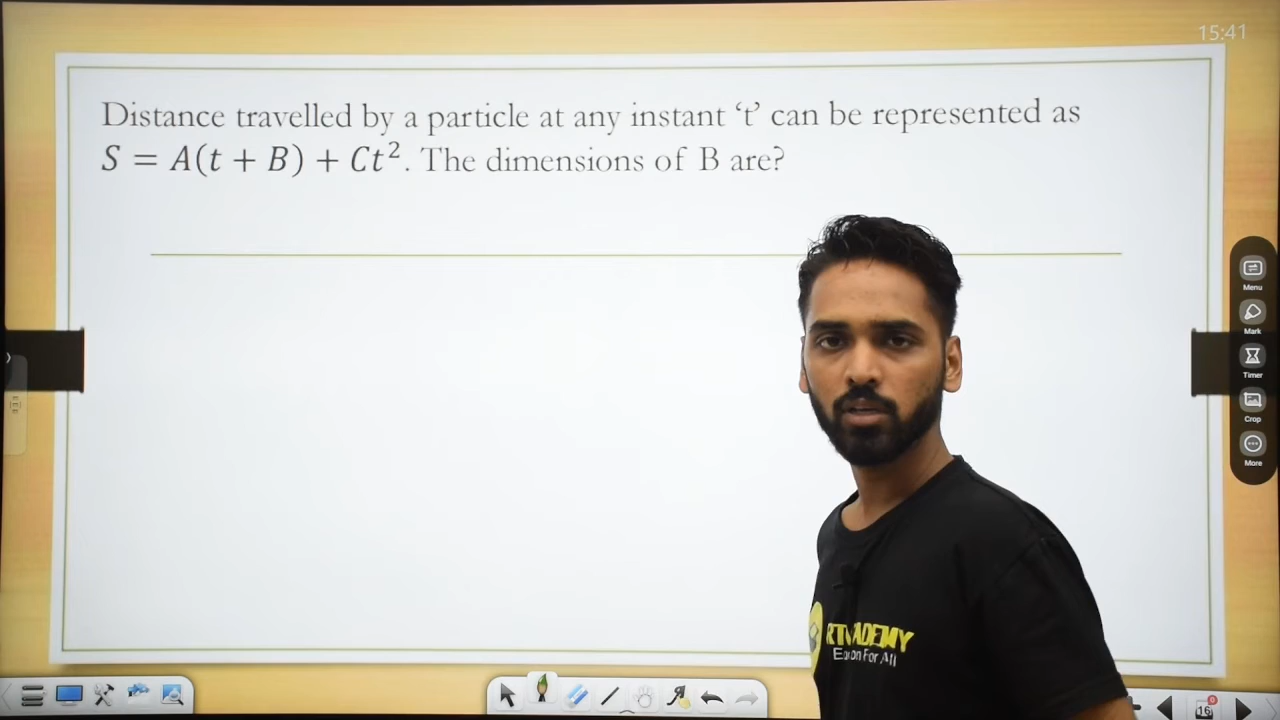 15:41
Distance travelled by a particle at any instant ‘t’ can be represented as
S = A(t + B) + Ct². The dimensions of B are?
Menu
Mark
Timer
Crop
More
For All
16